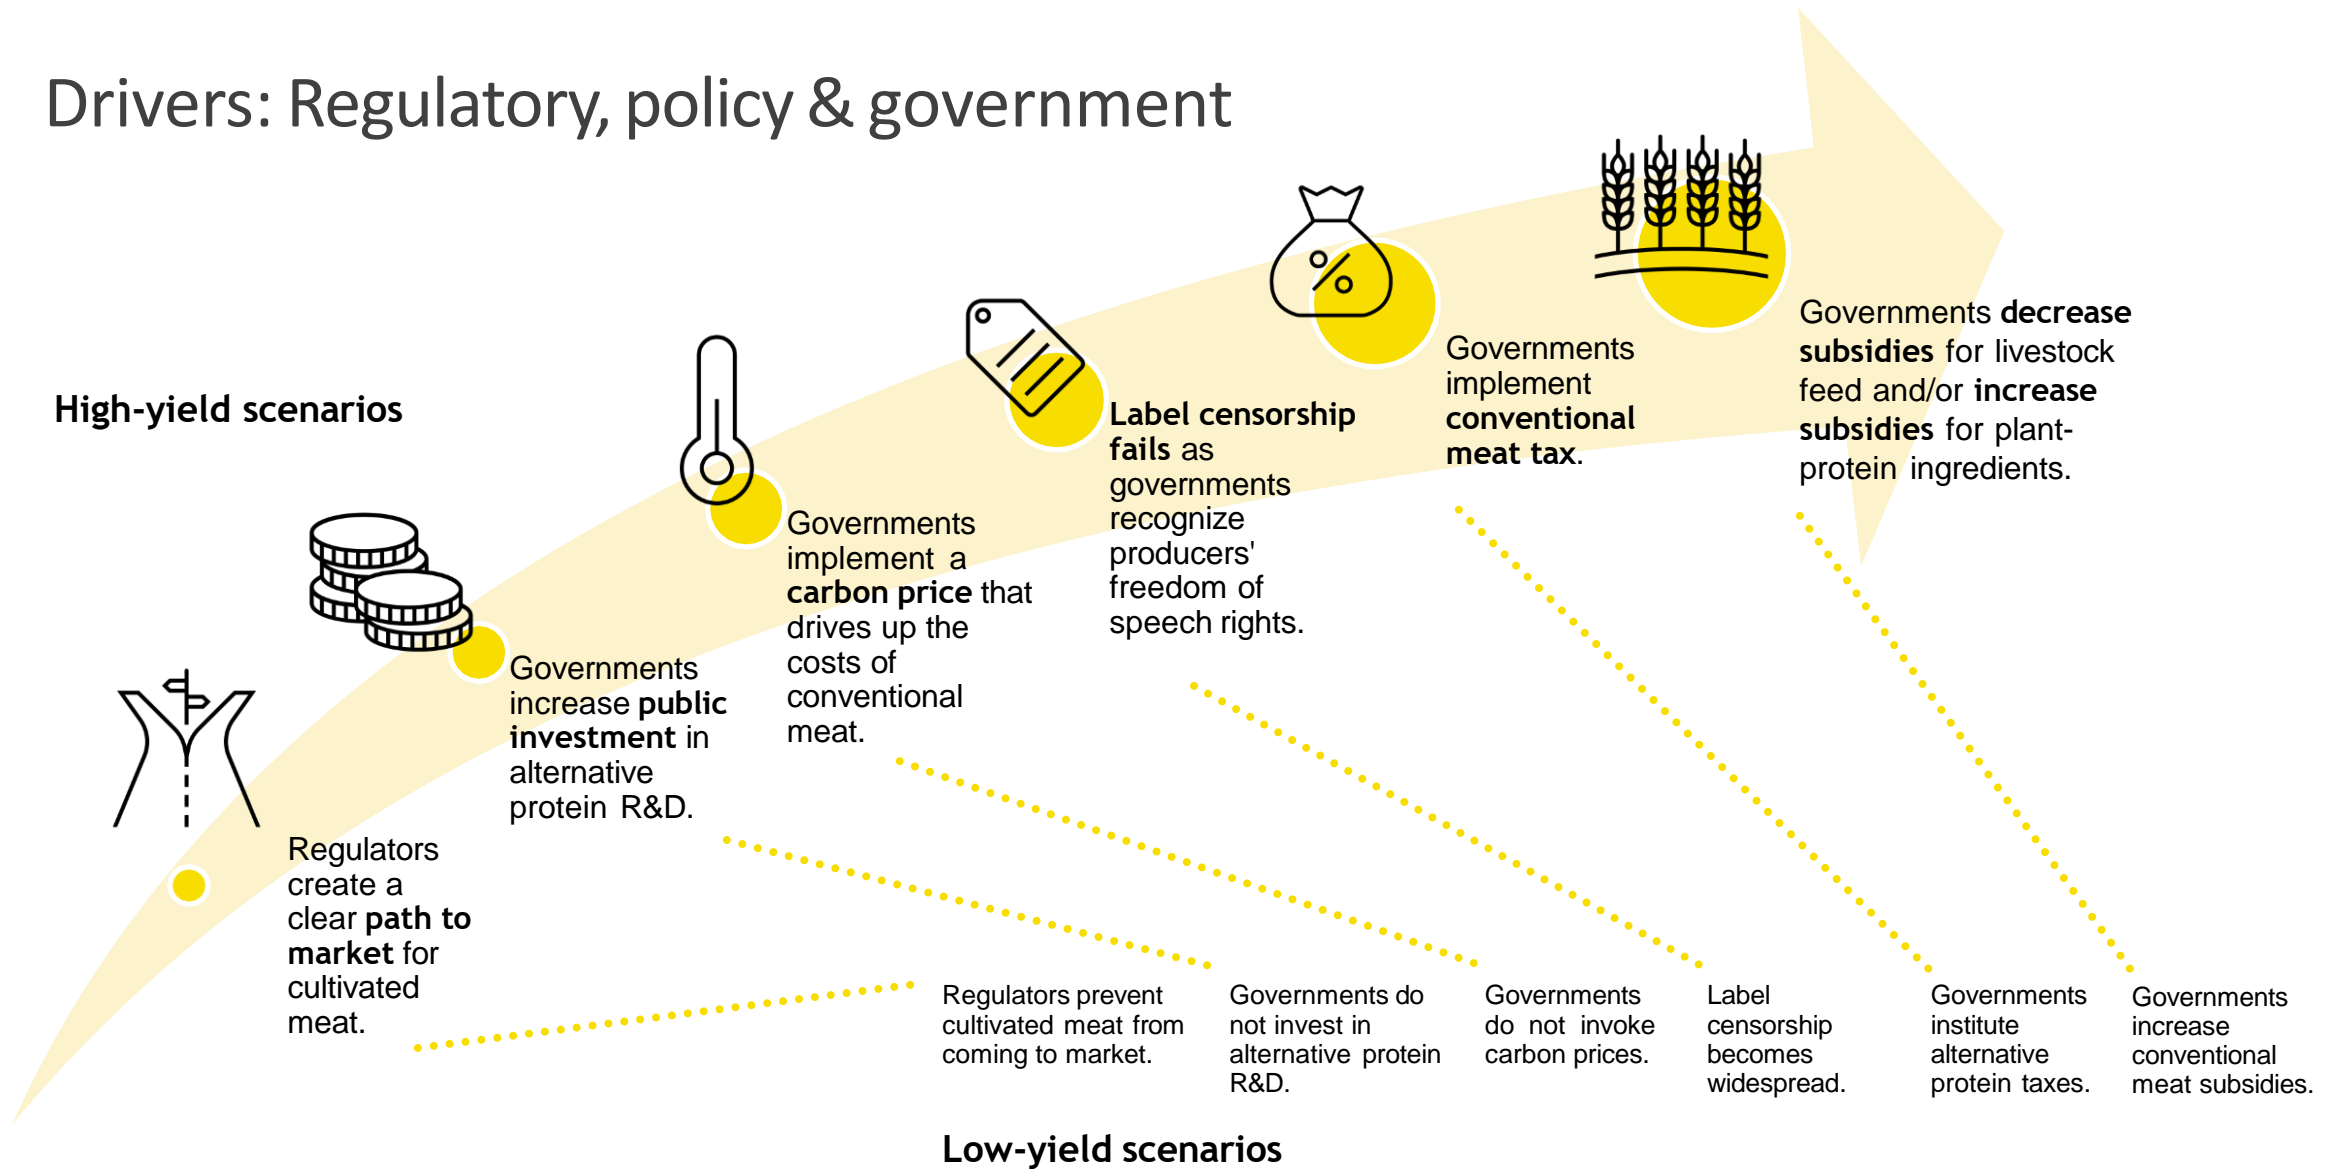 Drivers: Regulatory, policy & government
High-yield scenarios
Regulators
create a
clear path to
market for
cultivated
meat.
Governments
increase public
investment in
alternative
protein R&D.
Governments
implement a
carbon price that
drives up the
costs of
conventional
meat.
Label censorship
fails as
governments
recognize
producers'
freedom of
speech rights.
Governments
implement
conventional
meat tax.
Governments decrease
subsidies for livestock
feed and/or increase
subsidies for plant-
protein ingredients.
Regulators prevent
cultivated meat from
coming to market.
Governments do
not invest in
alternative protein
R&D.
Governments
do not invoke
carbon prices.
Label
censorship
becomes
widespread.
Governments
institute
alternative
protein taxes.
Governments
increase
conventional
meat subsidies.
Low-yield scenarios